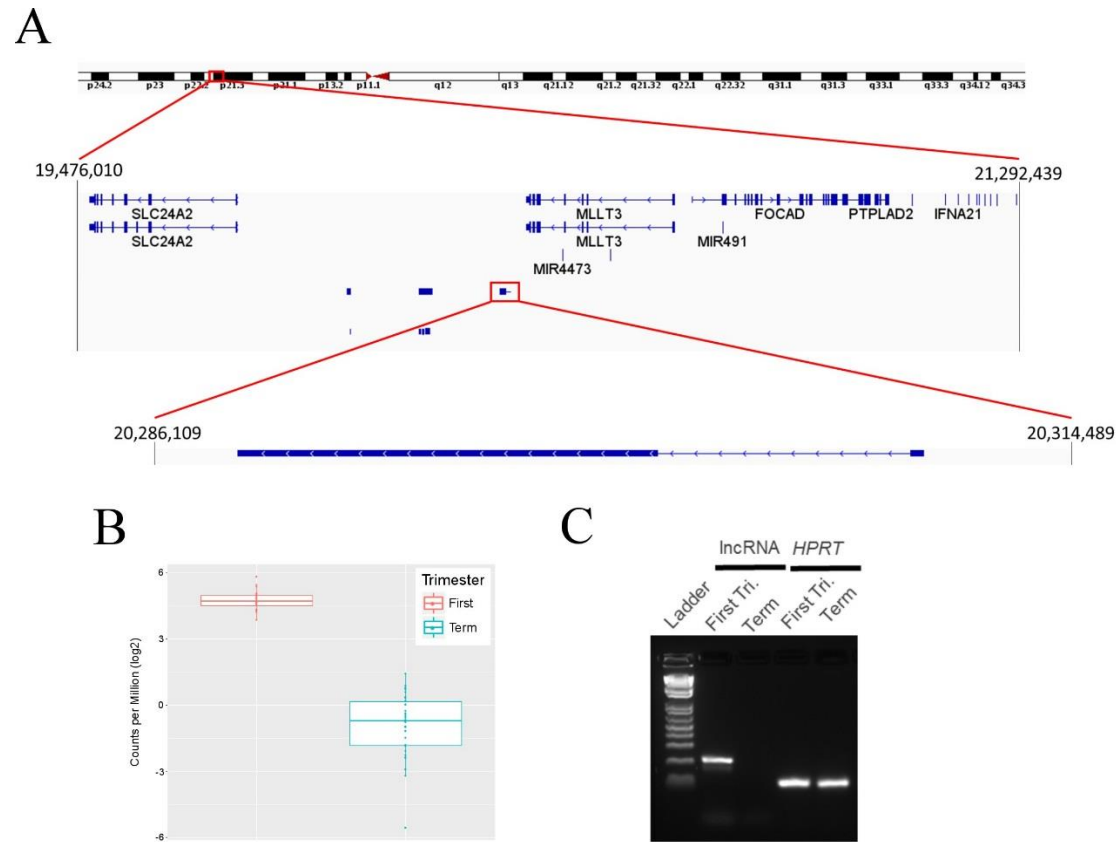 A
p24.2 p23 p22.2 p21.3 p21.1 p13.2 p11.1 q12 q13 q21.11 q21.2 q21.32 q22.1 q22.32 q31.1 q31.3 q33.1 q33.3 q34.12 q34.3
19,476,010 21,292,439
SLC24A2 MLLT3 FOCAD PTPLAD2 IFNA21
SLC24A2 MLLT3 MIR491
MIR4473
20,286,109 20,314,489
B
Counts per Million (log2)
6
3
0
-3
-6
Trimester
First
Term
C
lncRNA HPRT
Ladder First Tri. Term First Tri. Term